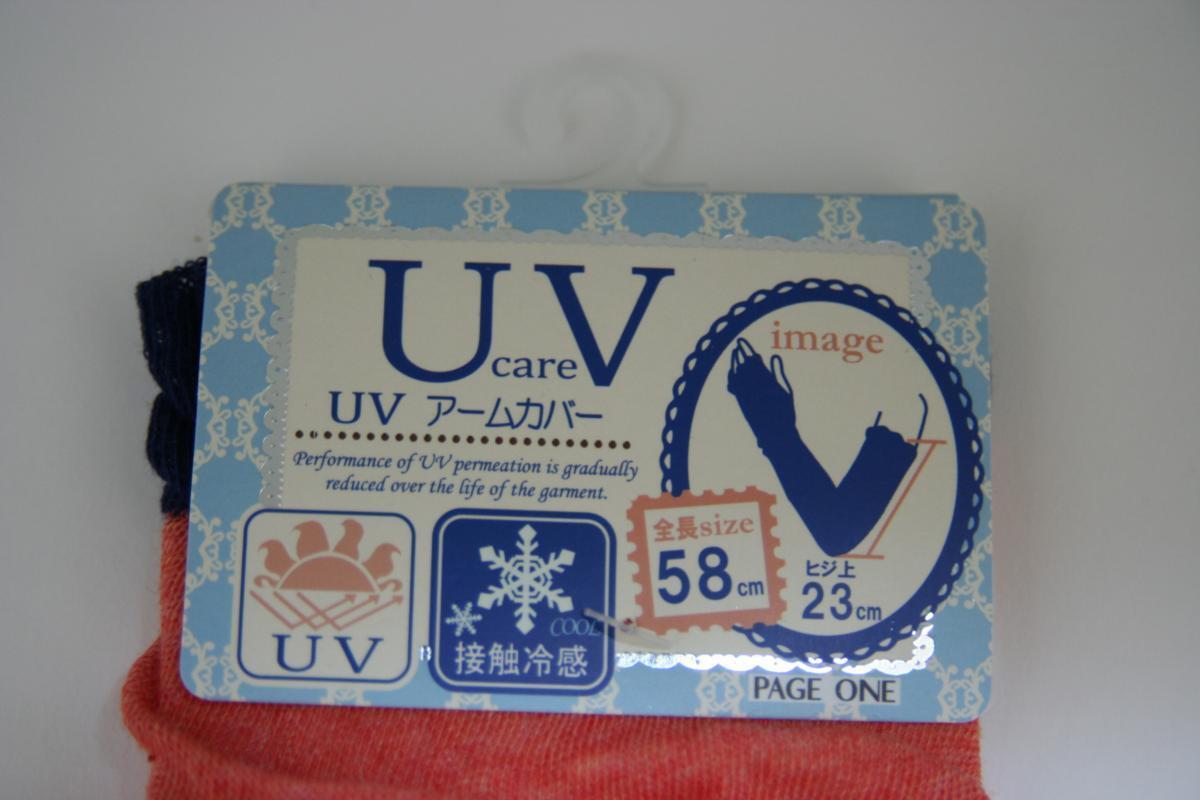 UV
care
UV アームカバー
Performance of UV permeation is gradually
reduced over the life of the garment.
UV
COOL
接触冷感
image
全長size
58cm
ヒジ上
23cm
PAGE ONE